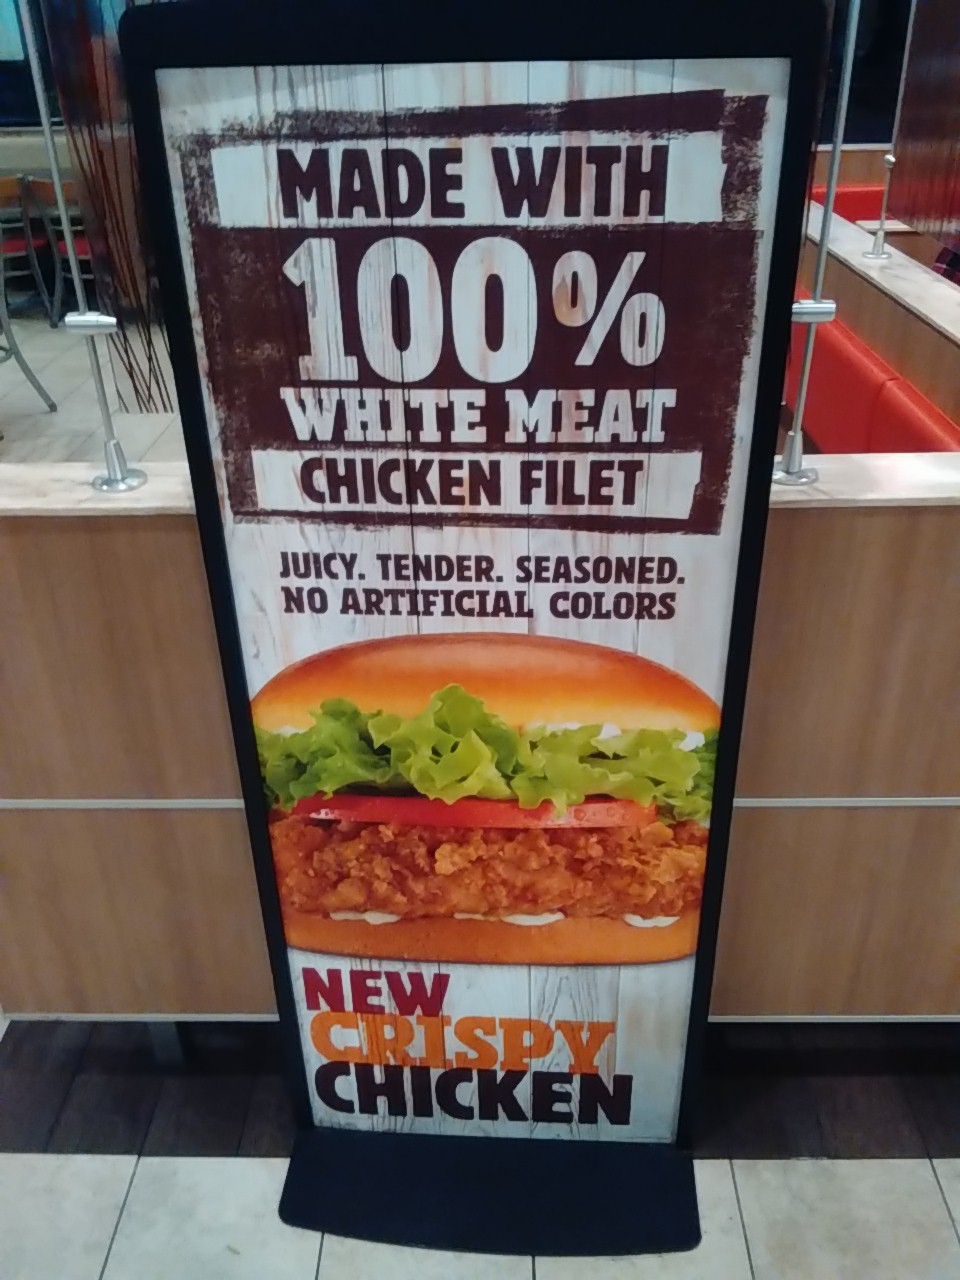 MADE WITH
100%
WHITE MEAT
CHICKEN FILET
JUICY. TENDER. SEASONED.
NO ARTIFICIAL COLORS
NEW
CRISPY
CHICKEN